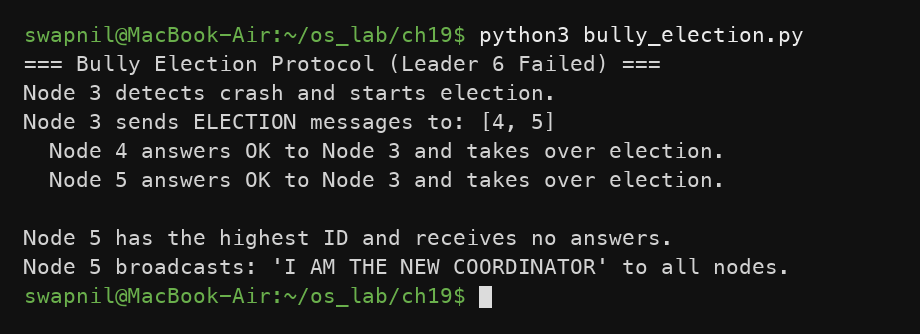 swapnil@MacBook-Air:~/os_lab/ch19$ python3 bully_election.py
=== Bully Election Protocol (Leader 6 Failed) ===
Node 3 detects crash and starts election.
Node 3 sends ELECTION messages to: [4, 5]
  Node 4 answers OK to Node 3 and takes over election.
  Node 5 answers OK to Node 3 and takes over election.

Node 5 has the highest ID and receives no answers.
Node 5 broadcasts: 'I AM THE NEW COORDINATOR' to all nodes.
swapnil@MacBook-Air:~/os_lab/ch19$